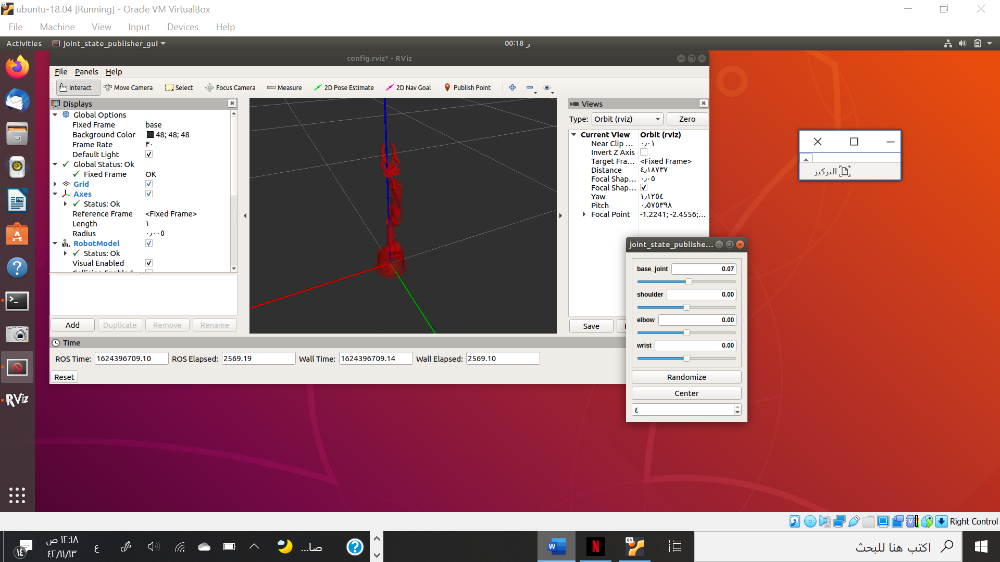 ubuntu-18.04 [Running] - Oracle VM VirtualBox
File Machine View Input Devices Help
Activities joint_state_publisher_gui 00:18 ر
config.rviz* - RViz
File Panels Help
Interact Move Camera Select Focus Camera Measure 2D Pose Estimate 2D Nav Goal Publish Point
Displays
Global Options
Fixed Frame base
Background Color 48; 48; 48
Frame Rate ٣٠
Default Light
Global Status: Ok
Fixed Frame OK
Grid
Axes
Status: Ok
Reference Frame <Fixed Frame>
Length ١
Radius ٠٫٠٠٥
RobotModel
Status: Ok
Visual Enabled
Add Duplicate Remove Rename
Views
Type: Orbit (rviz) Zero
Current View Orbit (rviz)
Near Clip ... ٠٫٠١
Invert Z Axis
Target Fra... <Fixed Frame>
Distance ٤٫١٨٧٣٧
Focal Shap... ٠٫٠٥
Focal Shap...
Yaw ١٫١٢٥٤
Pitch ٠٫٥٧٥٣٩٨
Focal Point -1.2241; -2.4556;...
Save
Time
ROS Time: 1624396709.10 ROS Elapsed: 2569.19 Wall Time: 1624396709.14 Wall Elapsed: 2569.10
Reset
joint_state_publishe...
base_joint 0.07
shoulder 0.00
elbow 0.00
wrist 0.00
Randomize
Center
٤
التركيز
RViz
Right Control
١٢:١٨ ص
٤٢/١١/١٣
١٤
ع
صا...
64
W
N
اكتب هنا للبحث